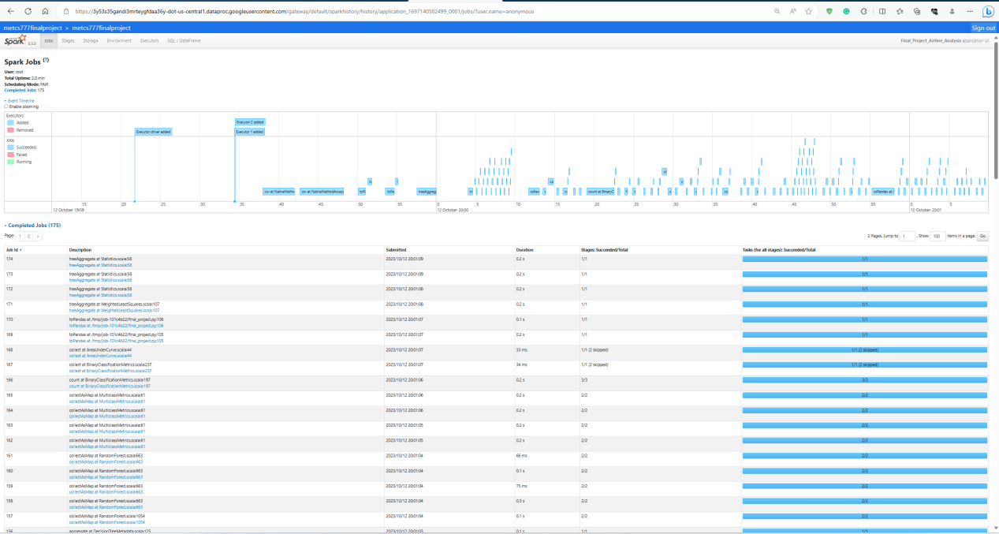 https://3y53s35gandi3mrteygfdaa36y-dot-us-central1.dataproc.googleusercontent.com/gateway/default/sparkhistory/history/application_1697140582499_0001/jobs/?user.name=anonymous
metcs777finalproject > metcs777finalproject Sign out
Spark 3.3.2 Jobs Stages Storage Environment Executors SQL / DataFrame Final_Project_Airline_Analysis application UI
Spark Jobs (?)
User: root
Total Uptime: 2.0 min
Scheduling Mode: FAIR
Completed Jobs: 175
Event Timeline
Enable zooming
Executors
Added
Removed
Executor driver added
Executor 2 added
Executor 1 added
Jobs
Succeeded
Failed
Running
csv at NativeMethodAccess
treeAggreg
collec
count at BinaryC
toPandas at /
15 20 25 30 35 40 45 50 55 0 5 10 15 20 25 30 35 40 45 50 55 0 5
12 October 19:59 12 October 20:00 12 October 20:01
Completed Jobs (175)
Page: 1 2 > 2 Pages. Jump to 1 . Show 100 items in a page. Go
Job Id Description Submitted Duration Stages: Succeeded/Total Tasks (for all stages): Succeeded/Total
174 treeAggregate at Statistics.scala:58 2023/10/12 20:01:09 0.2 s 1/1 1/1
treeAggregate at Statistics.scala:58
173 treeAggregate at Statistics.scala:58 2023/10/12 20:01:09 0.2 s 1/1 1/1
treeAggregate at Statistics.scala:58
172 treeAggregate at Statistics.scala:58 2023/10/12 20:01:08 0.2 s 1/1 1/1
treeAggregate at Statistics.scala:58
171 treeAggregate at WeightedLeastSquares.scala:107 2023/10/12 20:01:08 0.2 s 1/1 1/1
treeAggregate at WeightedLeastSquares.scala:107
170 toPandas at /tmp/job-101c4b22/final_project.py:106 2023/10/12 20:01:07 0.1 s 1/1 1/1
toPandas at /tmp/job-101c4b22/final_project.py:106
169 toPandas at /tmp/job-101c4b22/final_project.py:105 2023/10/12 20:01:07 0.2 s 1/1 1/1
toPandas at /tmp/job-101c4b22/final_project.py:105
168 collect at AreaUnderCurve.scala:44 2023/10/12 20:01:07 33 ms 1/1 (2 skipped) 1/1 (2 skipped)
collect at AreaUnderCurve.scala:44
167 collect at BinaryClassificationMetrics.scala:237 2023/10/12 20:01:07 34 ms 1/1 (2 skipped) 1/1 (2 skipped)
collect at BinaryClassificationMetrics.scala:237
166 count at BinaryClassificationMetrics.scala:197 2023/10/12 20:01:06 0.2 s 3/3 3/3
count at BinaryClassificationMetrics.scala:197
165 collectAsMap at MulticlassMetrics.scala:61 2023/10/12 20:01:06 0.2 s 2/2 2/2
collectAsMap at MulticlassMetrics.scala:61
164 collectAsMap at MulticlassMetrics.scala:61 2023/10/12 20:01:06 0.2 s 2/2 2/2
collectAsMap at MulticlassMetrics.scala:61
163 collectAsMap at MulticlassMetrics.scala:61 2023/10/12 20:01:05 0.2 s 2/2 2/2
collectAsMap at MulticlassMetrics.scala:61
162 collectAsMap at MulticlassMetrics.scala:61 2023/10/12 20:01:05 0.2 s 2/2 2/2
collectAsMap at MulticlassMetrics.scala:61
161 collectAsMap at RandomForest.scala:663 2023/10/12 20:01:04 66 ms 2/2 2/2
collectAsMap at RandomForest.scala:663
160 collectAsMap at RandomForest.scala:663 2023/10/12 20:01:04 0.1 s 2/2 2/2
collectAsMap at RandomForest.scala:663
159 collectAsMap at RandomForest.scala:663 2023/10/12 20:01:04 75 ms 2/2 2/2
collectAsMap at RandomForest.scala:663
158 collectAsMap at RandomForest.scala:663 2023/10/12 20:01:04 0.3 s 2/2 2/2
collectAsMap at RandomForest.scala:663
157 collectAsMap at RandomForest.scala:1054 2023/10/12 20:01:04 0.1 s 2/2 2/2
collectAsMap at RandomForest.scala:1054
156 aggregate at DecisionTreeMetadata.scala:125 2023/10/12 20:01:03 0.1 s 1/1 1/1